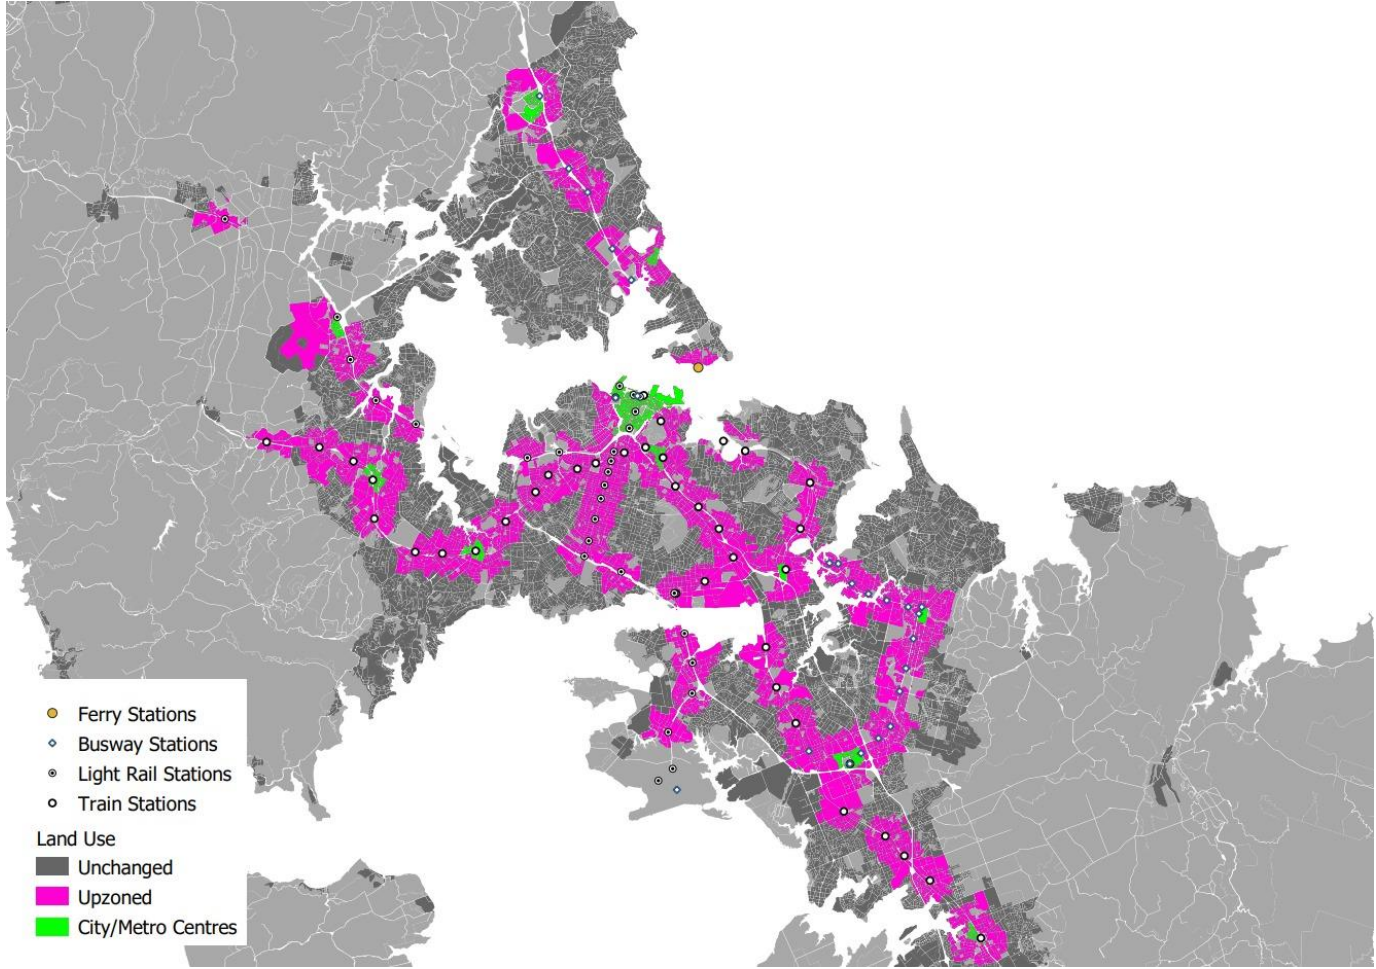 Ferry Stations
Busway Stations
Light Rail Stations
Train Stations
Land Use
Unchanged
Upzoned
City/Metro Centres